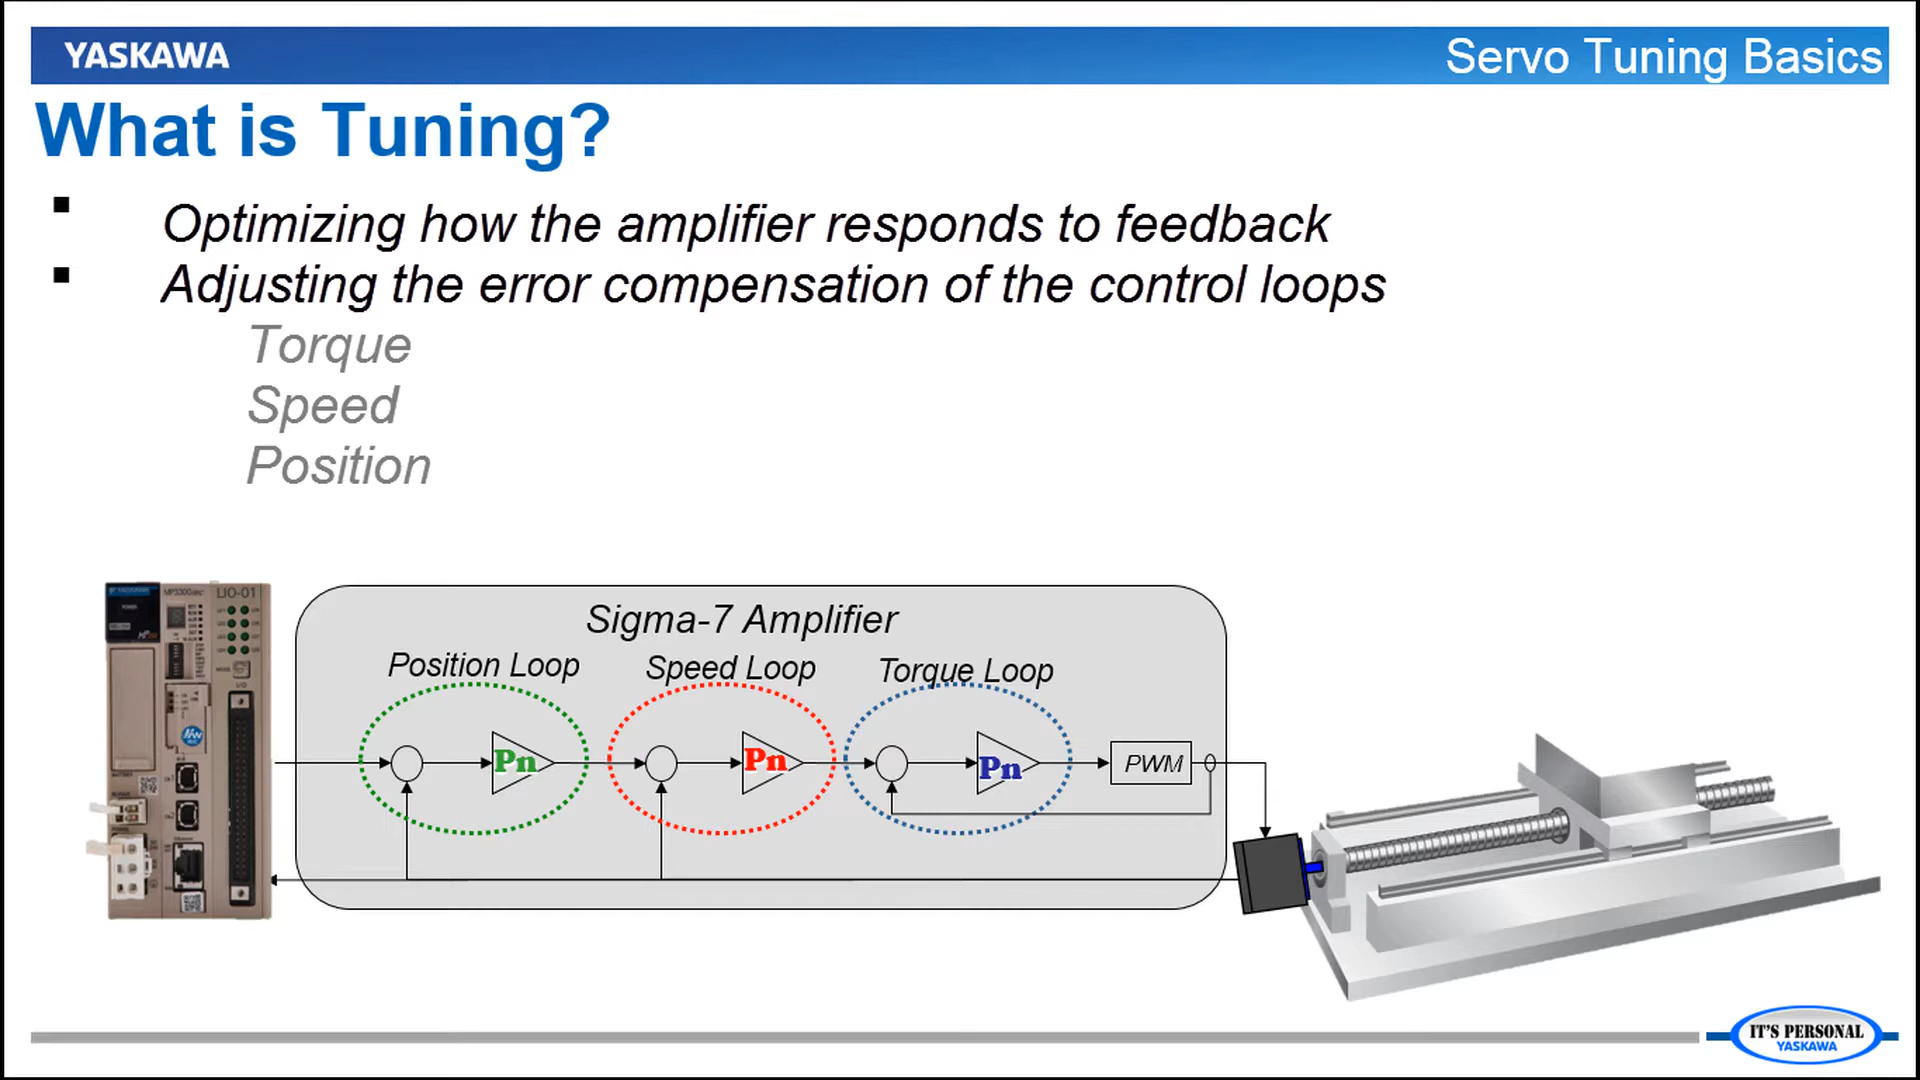 YASKAWA
Servo Tuning Basics
What is Tuning?
Optimizing how the amplifier responds to feedback
Adjusting the error compensation of the control loops
Torque
Speed
Position
LIO-01
Sigma-7 Amplifier
Position Loop
Speed Loop
Torque Loop
Pn
Pn
Pn
PWM
IT'S PERSONAL
YASKAWA